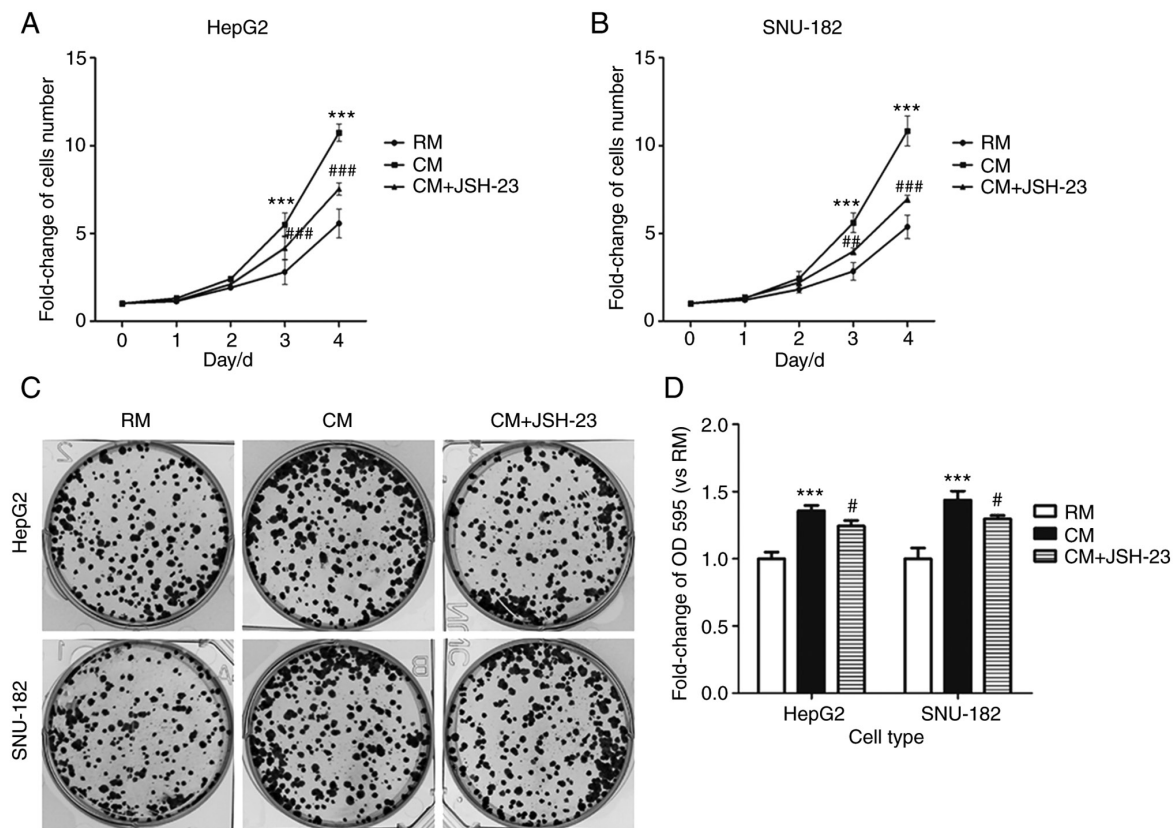 A
HepG2
Fold-change of cells number
15
10
5
0
0 1 2 3 4
Day/d
***
***
###
###
RM
CM
CM+JSH-23
B
SNU-182
Fold-change of cells number
15
10
5
0
0 1 2 3 4
Day/d
***
***
###
##
RM
CM
CM+JSH-23
C
RM CM CM+JSH-23
HepG2
SNU-182
D
Fold-change of OD 595 (vs RM)
2.0
1.5
1.0
0.5
0.0
***
#
***
#
HepG2 SNU-182
Cell type
RM
CM
CM+JSH-23